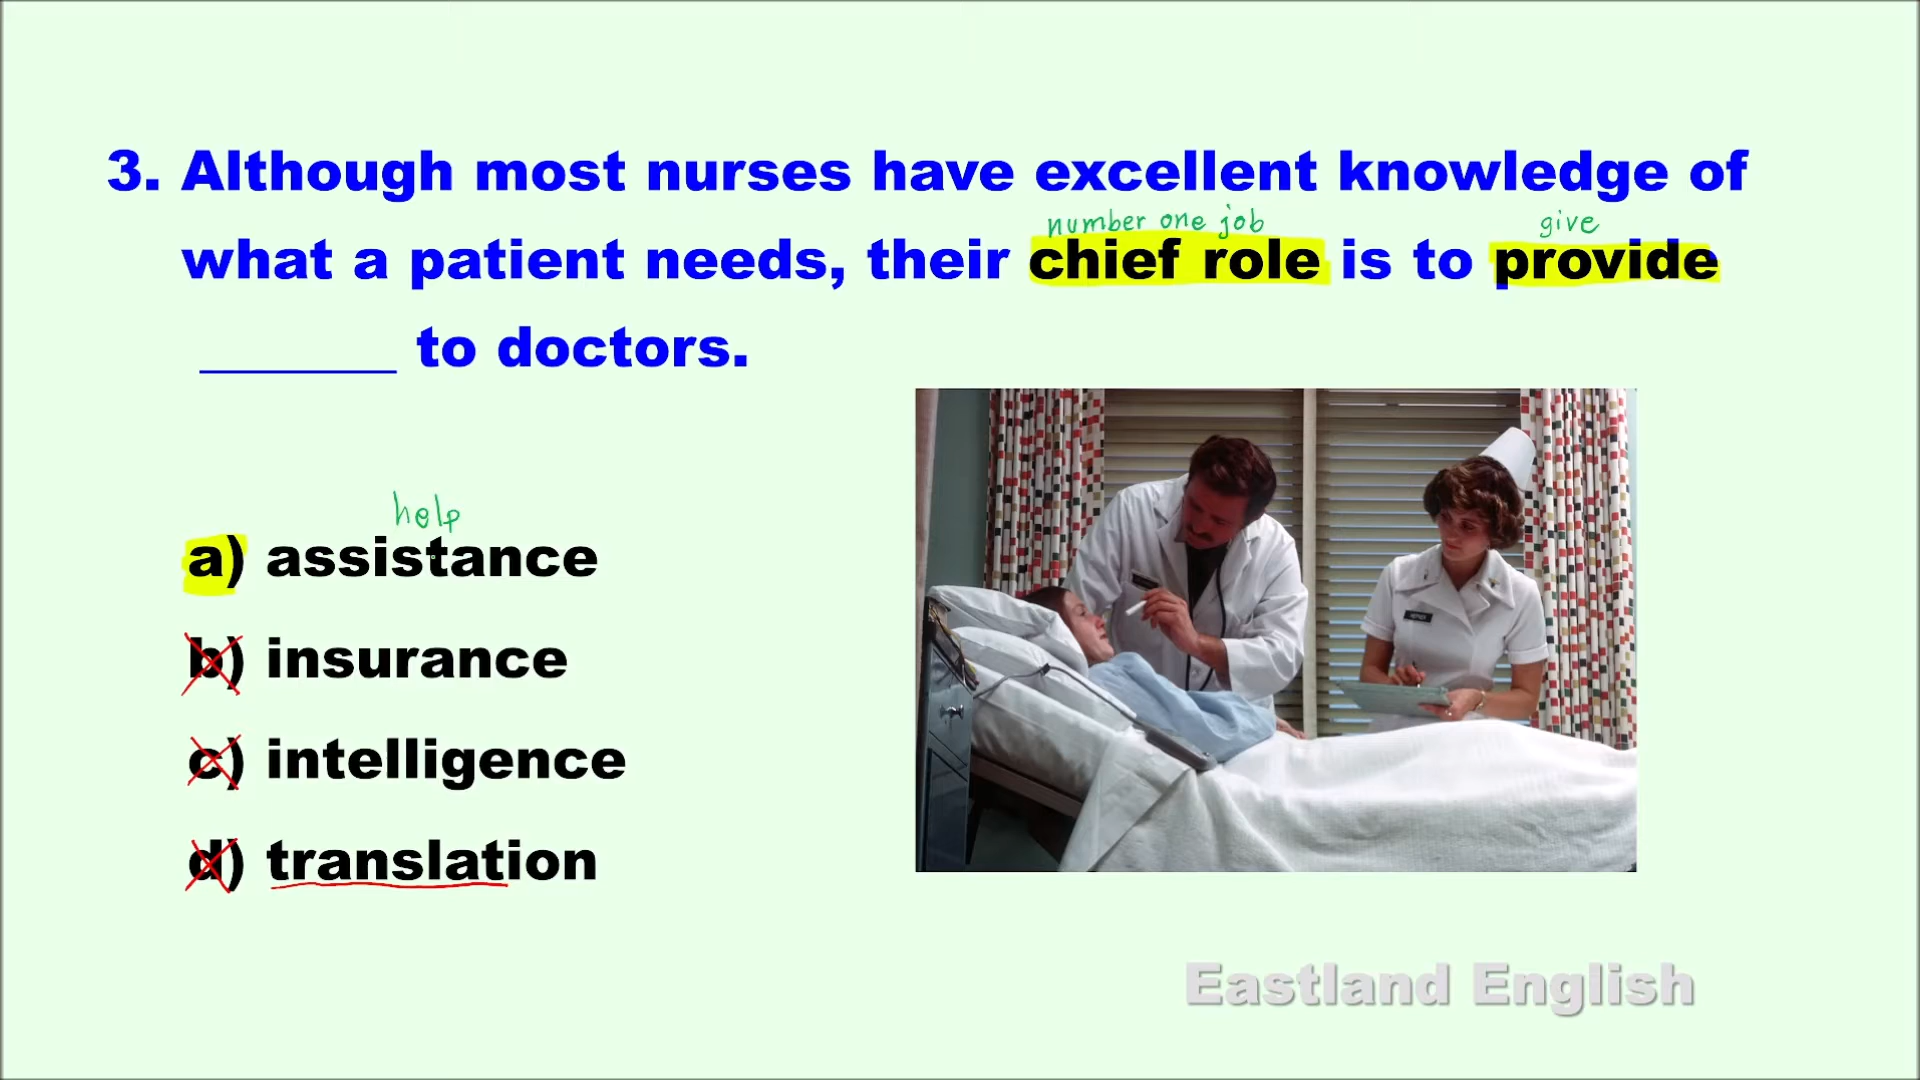 3. Although most nurses have excellent knowledge of
number one job give
what a patient needs, their chief role is to provide
_______ to doctors.
help
a) assistance
b) insurance
c) intelligence
d) translation
Eastland English